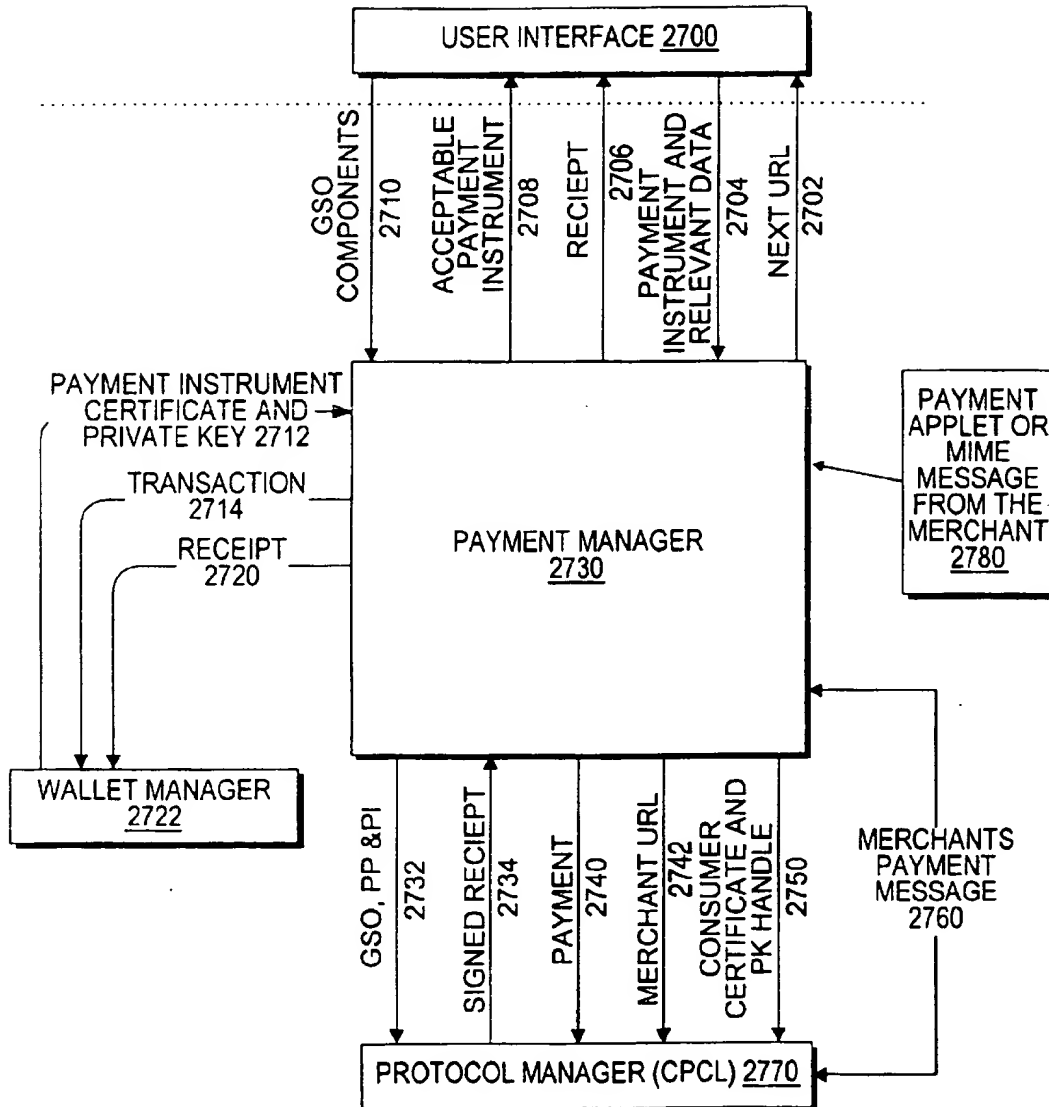 USER INTERFACE 2700
GSO
COMPONENTS
2710
ACCEPTABLE
PAYMENT
INSTRUMENT
2708
RECIEPT
2706
PAYMENT
INSTRUMENT AND
RELEVANT DATA
2704
NEXT URL
2702
PAYMENT INSTRUMENT
CERTIFICATE AND
PRIVATE KEY 2712
TRANSACTION
2714
RECEIPT
2720
PAYMENT MANAGER
2730
PAYMENT
APPLET OR
MIME
MESSAGE
FROM THE
MERCHANT
2780
WALLET MANAGER
2722
GSO, PP &PI
2732
SIGNED RECIEPT
2734
PAYMENT
2740
MERCHANT URL
2742
CONSUMER
CERTIFICATE AND
PK HANDLE
2750
MERCHANTS
PAYMENT
MESSAGE
2760
PROTOCOL MANAGER (CPCL) 2770